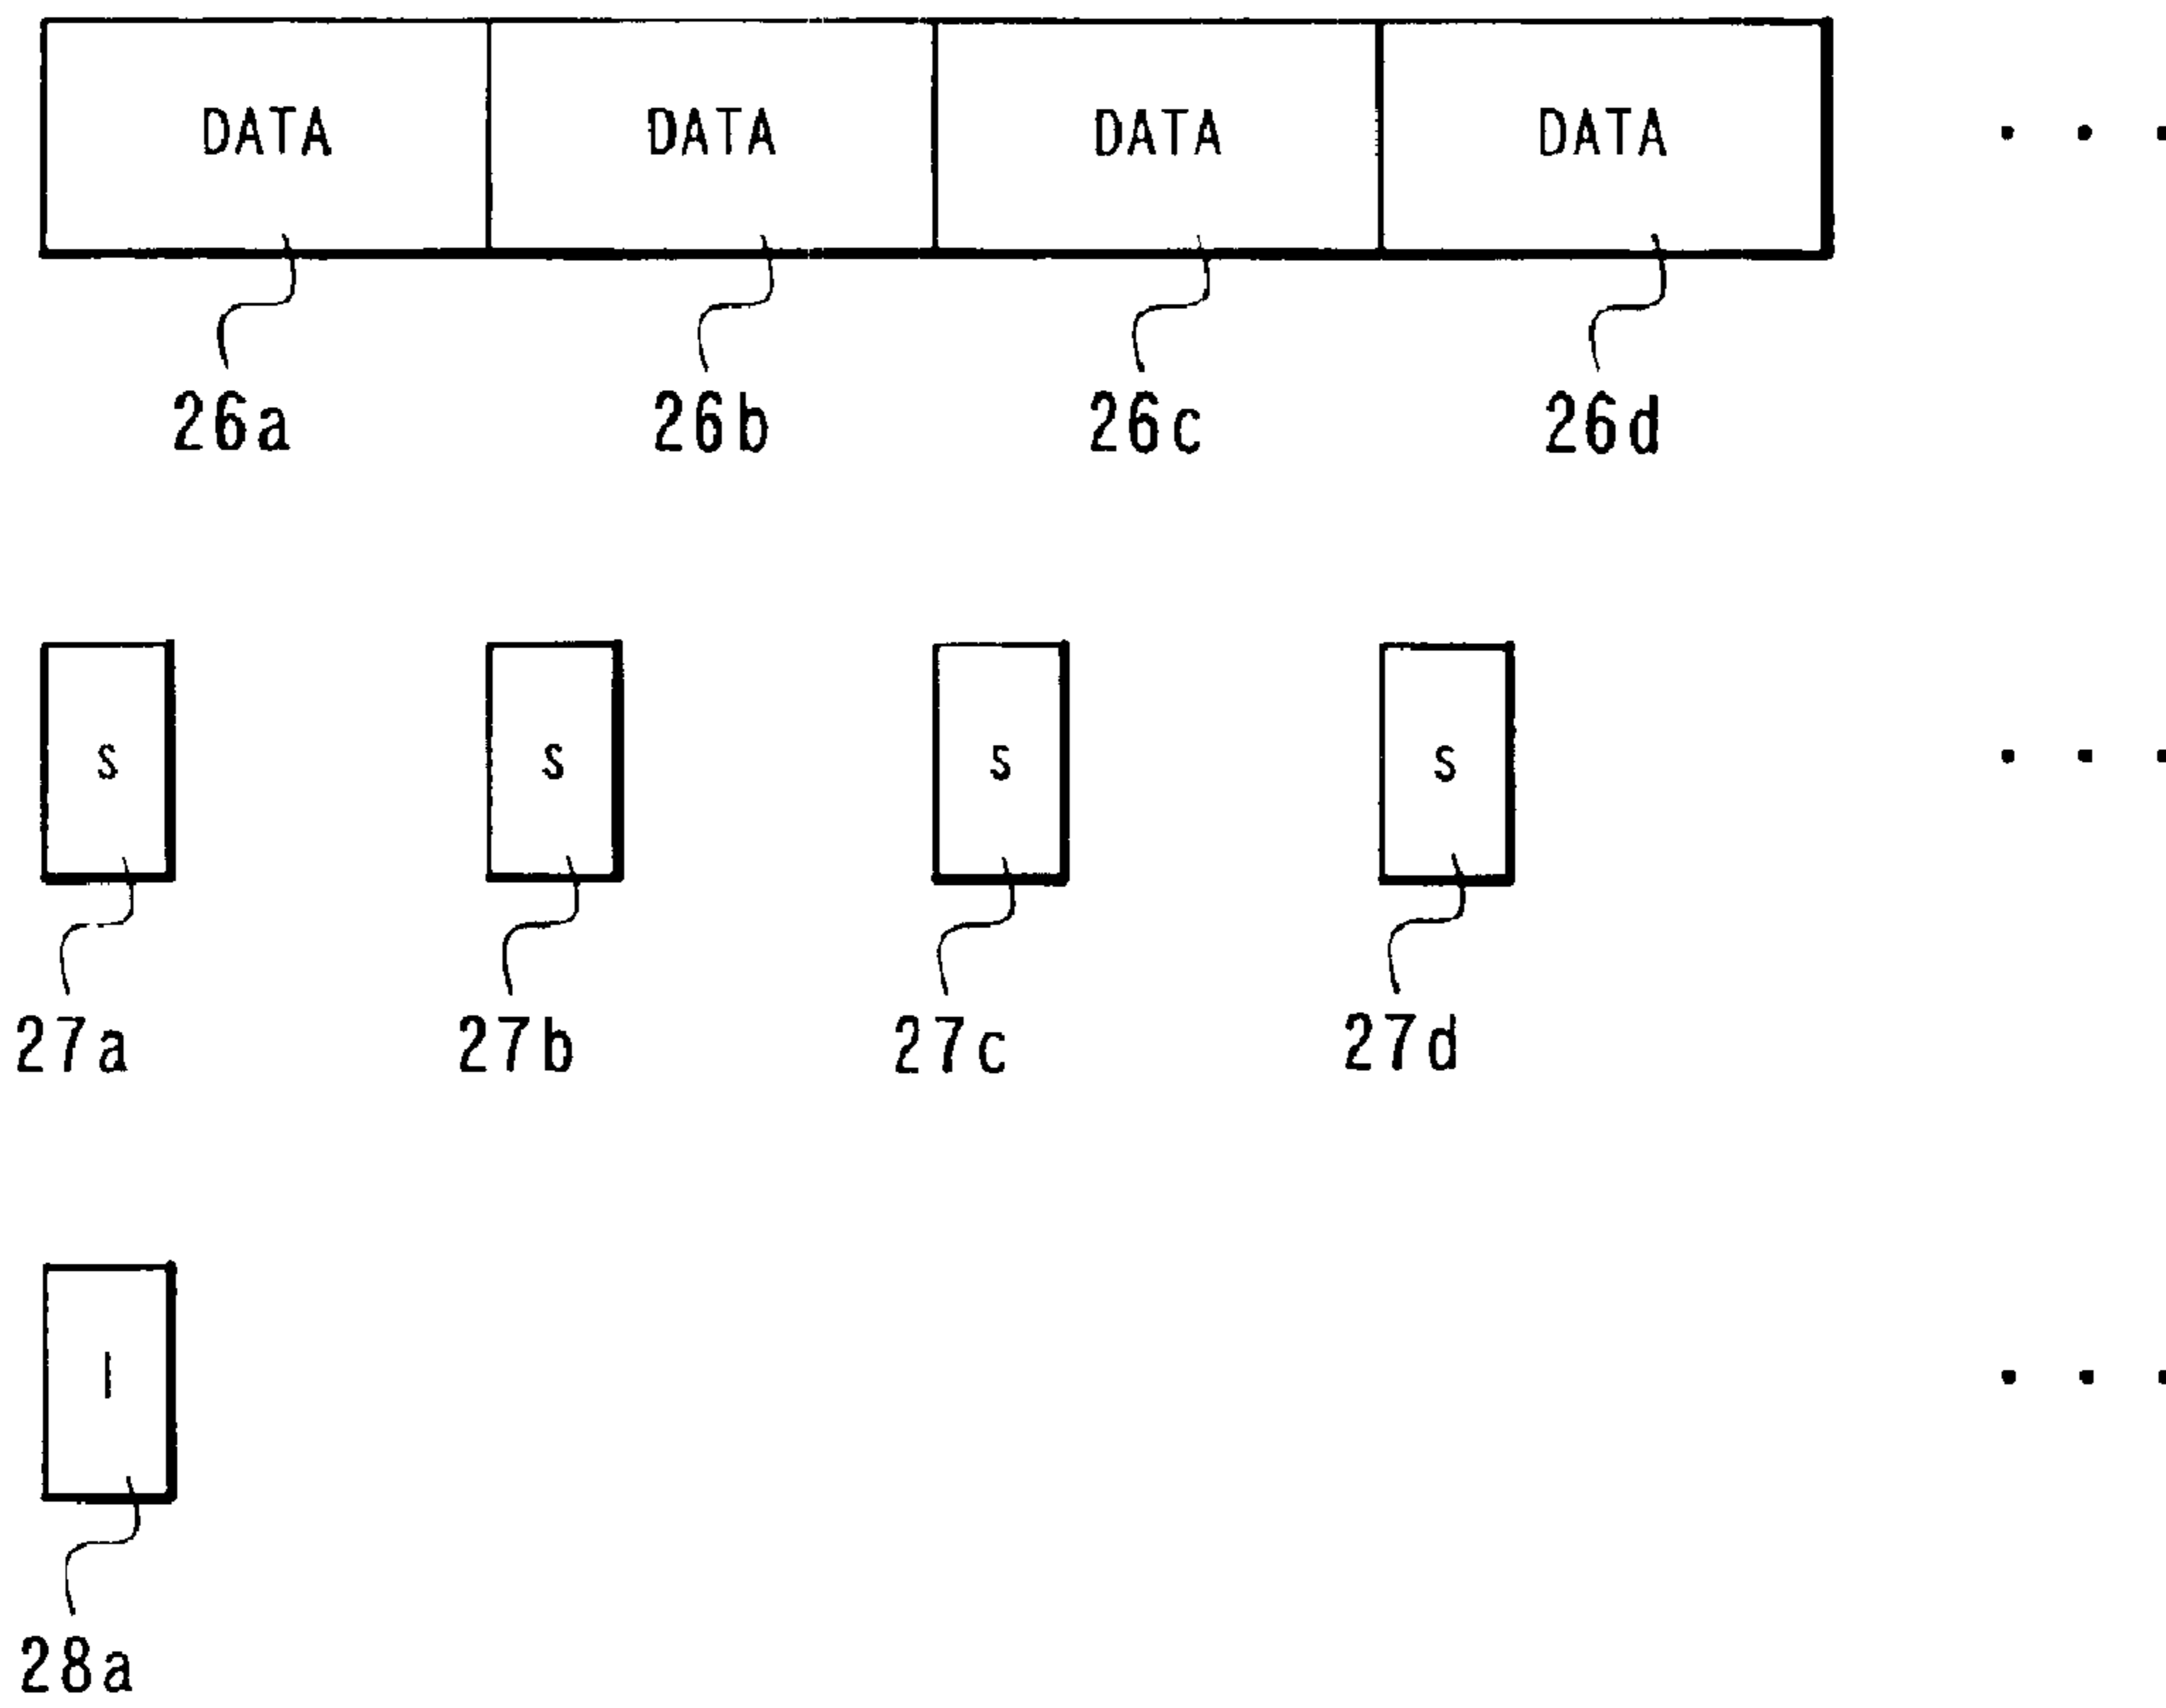 DATA DATA DATA DATA . . .
26a 26b 26c 26d
S S S S . . .
27a 27b 27c 27d
I . . .
28a